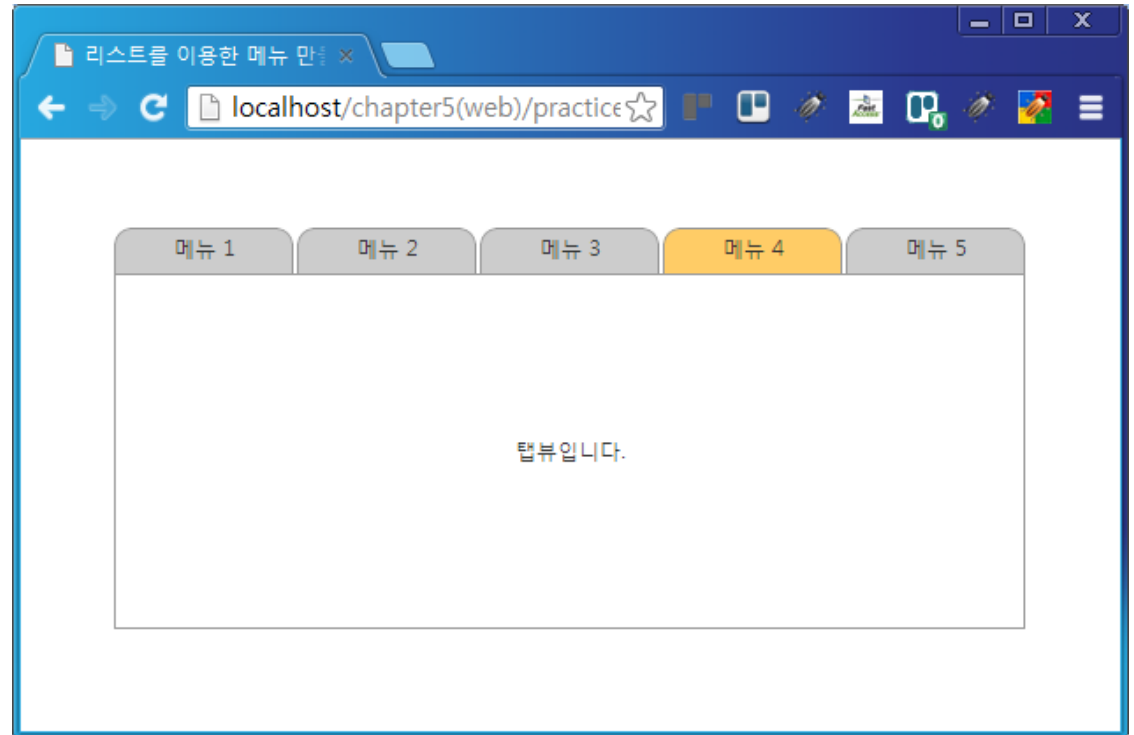 리스트를 이용한 메뉴 만
localhost/chapter5(web)/practice
메뉴 1 메뉴 2 메뉴 3 메뉴 4 메뉴 5
탭뷰입니다.